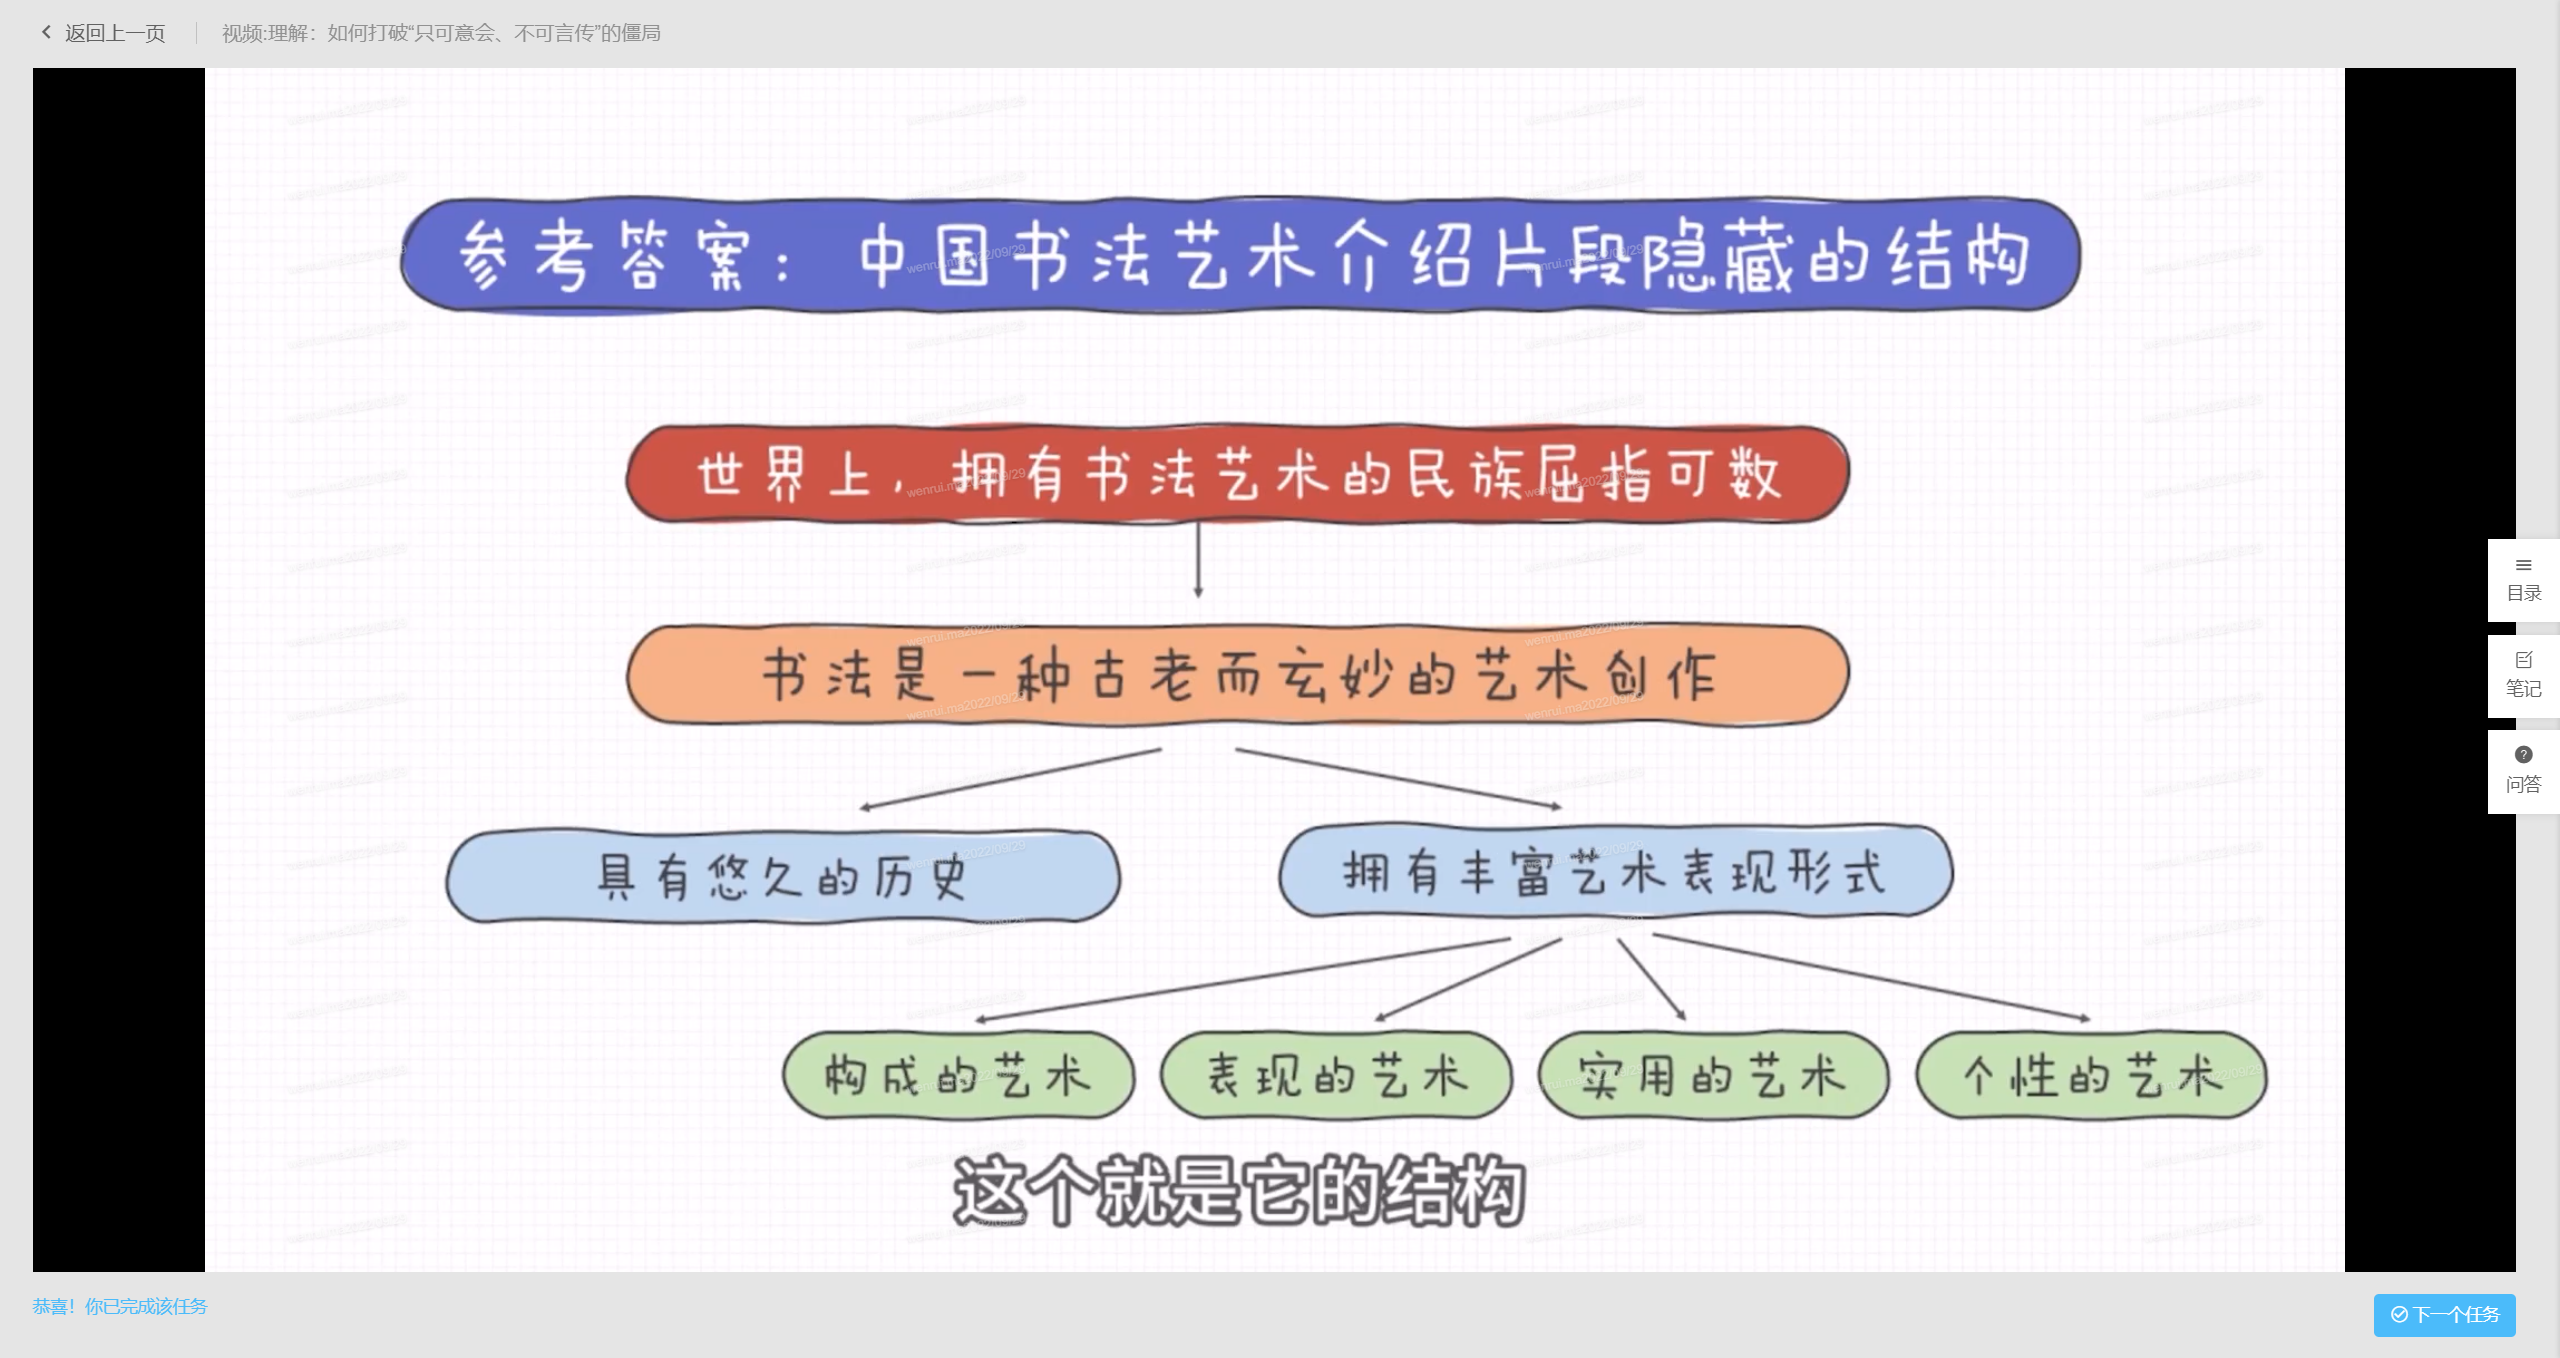 返回上一页
视频:理解：如何打破“只可意会、不可言传”的僵局
参考答案：中国书法艺术介绍片段隐藏的结构
世界上，拥有书法艺术的民族屈指可数
书法是一种古老而玄妙的艺术创作
具有悠久的历史
拥有丰富艺术表现形式
构成的艺术
表现的艺术
实用的艺术
个性的艺术
这个就是它的结构
目录
笔记
问答
恭喜！你已完成该任务
下一个任务
wenrui.ma2022/09/29